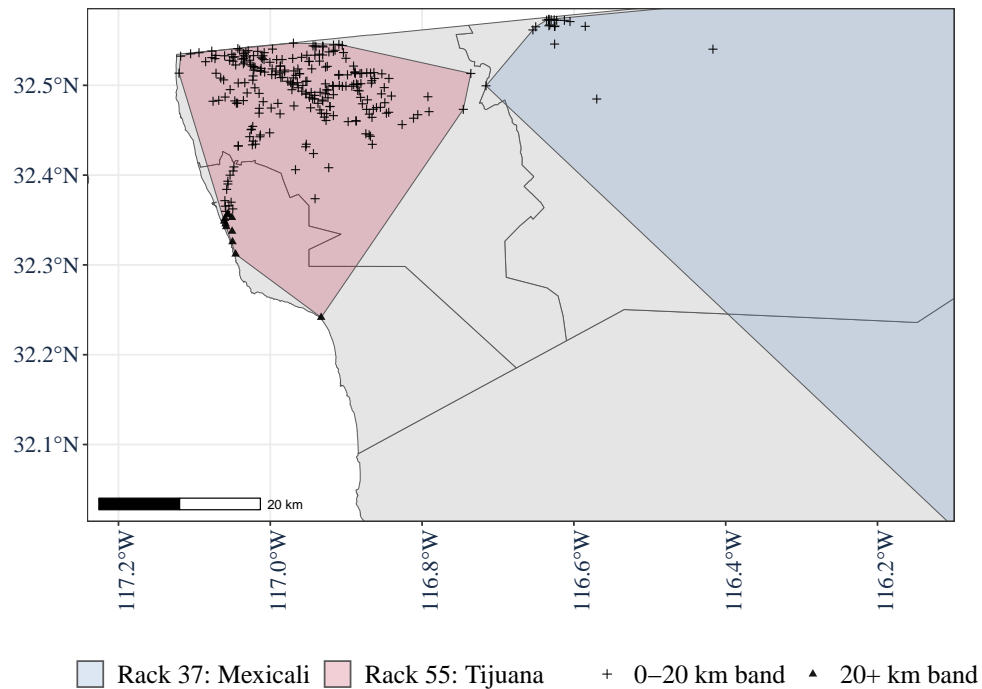 32.5°N
32.4°N
32.3°N
32.2°N
32.1°N
20 km
117.2°W
117.0°W
116.8°W
116.6°W
116.4°W
116.2°W
Rack 37: Mexicali Rack 55: Tijuana 0−20 km band 20+ km band